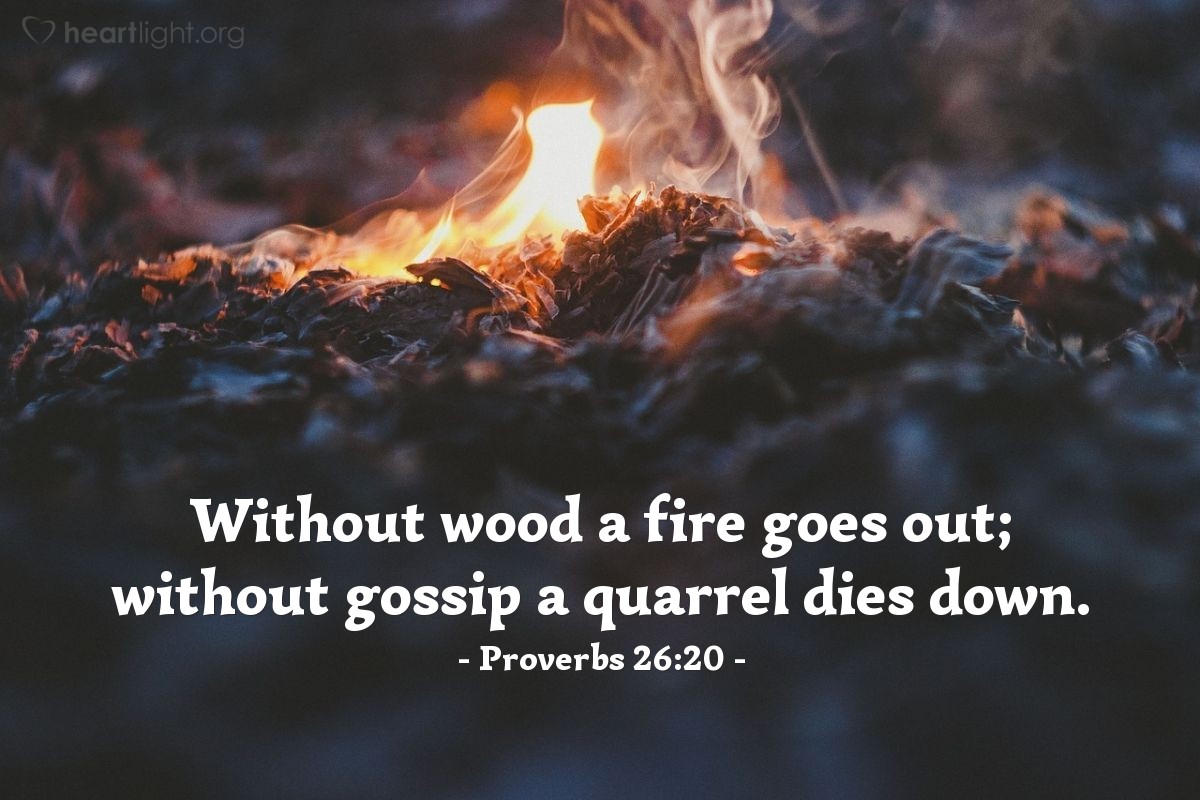 heartlight.org
Without wood a fire goes out;
without gossip a quarrel dies down.
- Proverbs 26:20 -